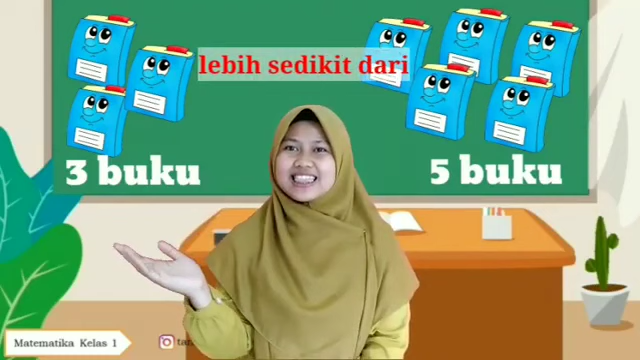 lebih sedikit dari
3 buku
5 buku
Matematika Kelas 1